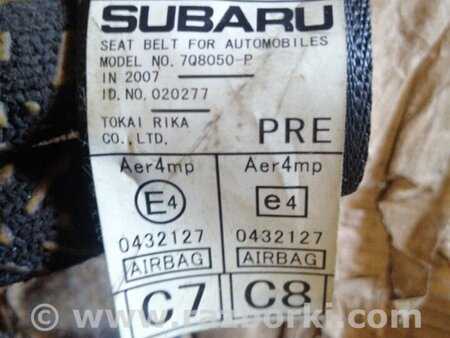 SUBARU
SEAT BELT FOR AUTOMOBILES
MODEL NO. 7Q8050-P
IN 2007
ID.NO.020277
TOKAI RIKA
CO.,LTD.
PRE
Aer4mp Aer4mp
E4 e4
0432127 0432127
AIRBAG AIRBAG
C7 C8
© www.razborki.com